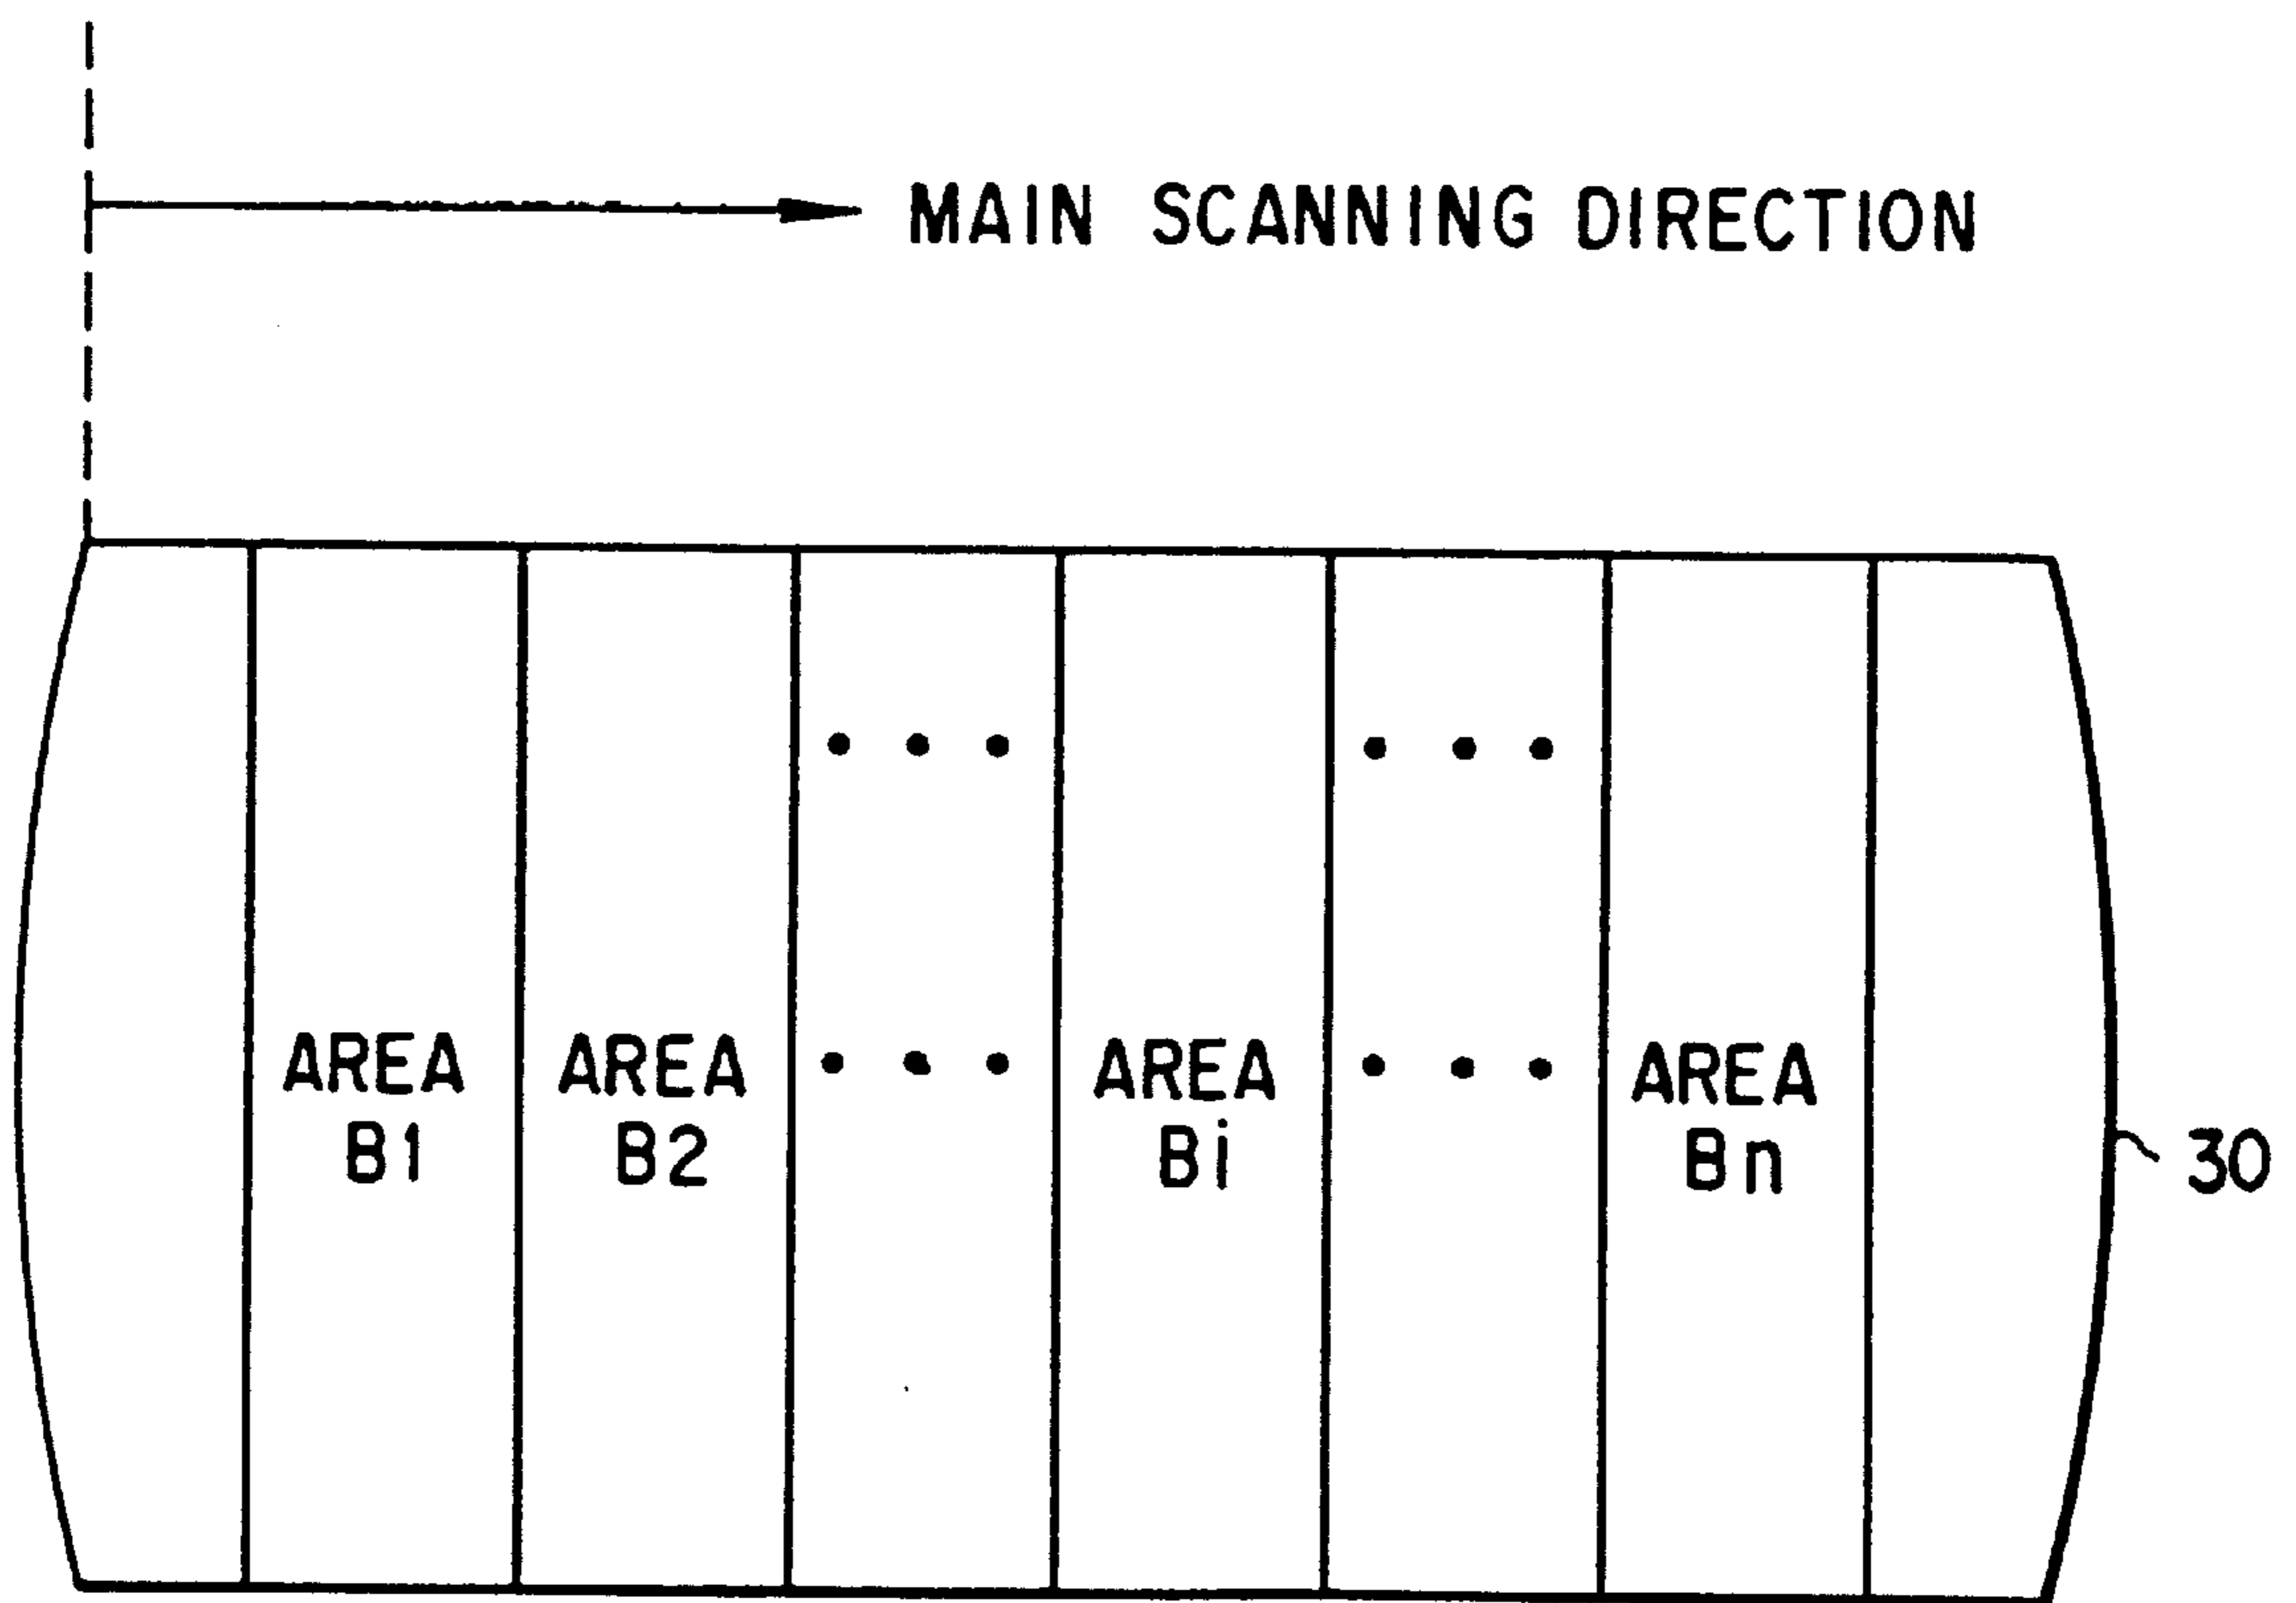 MAIN SCANNING DIRECTION
AREA B1
AREA B2
• • •
• • •
AREA Bi
• • •
• • •
AREA Bn
30